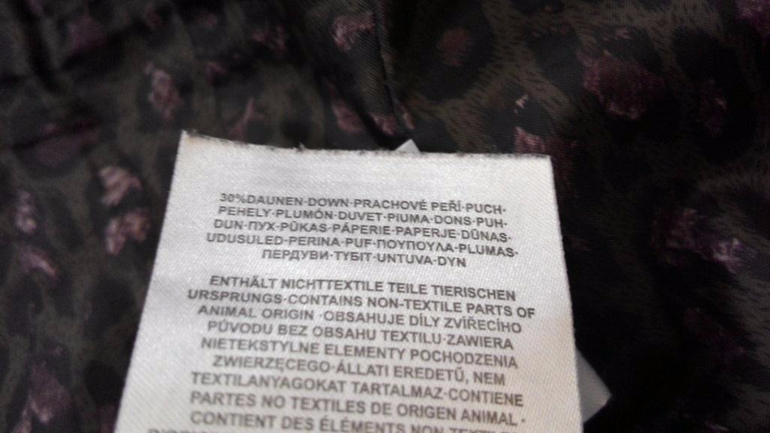 30%DAUNEN·DOWN·PRACHOVÉ PEŘÍ·PUCH·
PEHELY·PLUMÓN·DUVET·PIUMA·DONS·PUH·
DUN·ПУХ·PŪKAS·PÁPERIE·PAPERJE·DŪNAS·
UDUSULED·PERINA·PUF·ΠΟΥΠΟΥΛΑ·PLUMAS·
ПЕРДУВИ·ТҮБІТ·UNTUVA·DYN
ENTHÄLT NICHTTEXTILE TEILE TIERISCHEN
URSPRUNGS·CONTAINS NON-TEXTILE PARTS OF
ANIMAL ORIGIN ·OBSAHUJE DÍLY ZVÍŘECÍHO
PŮVODU BEZ OBSAHU TEXTILU·ZAWIERA
NIETEKSTYLNE ELEMENTY POCHODZENIA
ZWIERZĘCEGO·ÁLLATI EREDETŰ, NEM
TEXTILANYAGOKAT TARTALMAZ·CONTIENE
PARTES NO TEXTILES DE ORIGEN ANIMAL·
CONTIENT DES ÉLÉMENTS NON TEXTILES